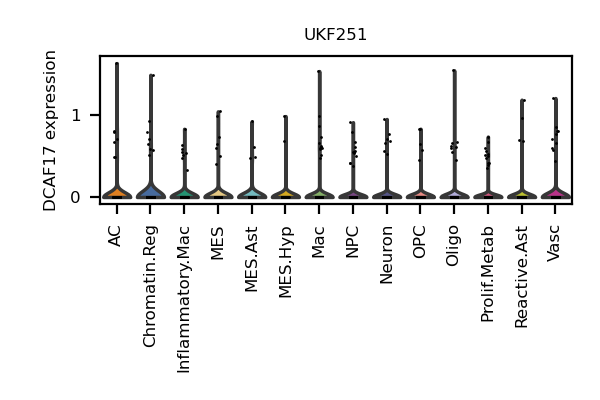 UKF251
DCAF17 expression
1
0
AC
Chromatin.Reg
Inflammatory.Mac
MES
MES.Ast
MES.Hyp
Mac
NPC
Neuron
OPC
Oligo
Prolif.Metab
Reactive.Ast
Vasc